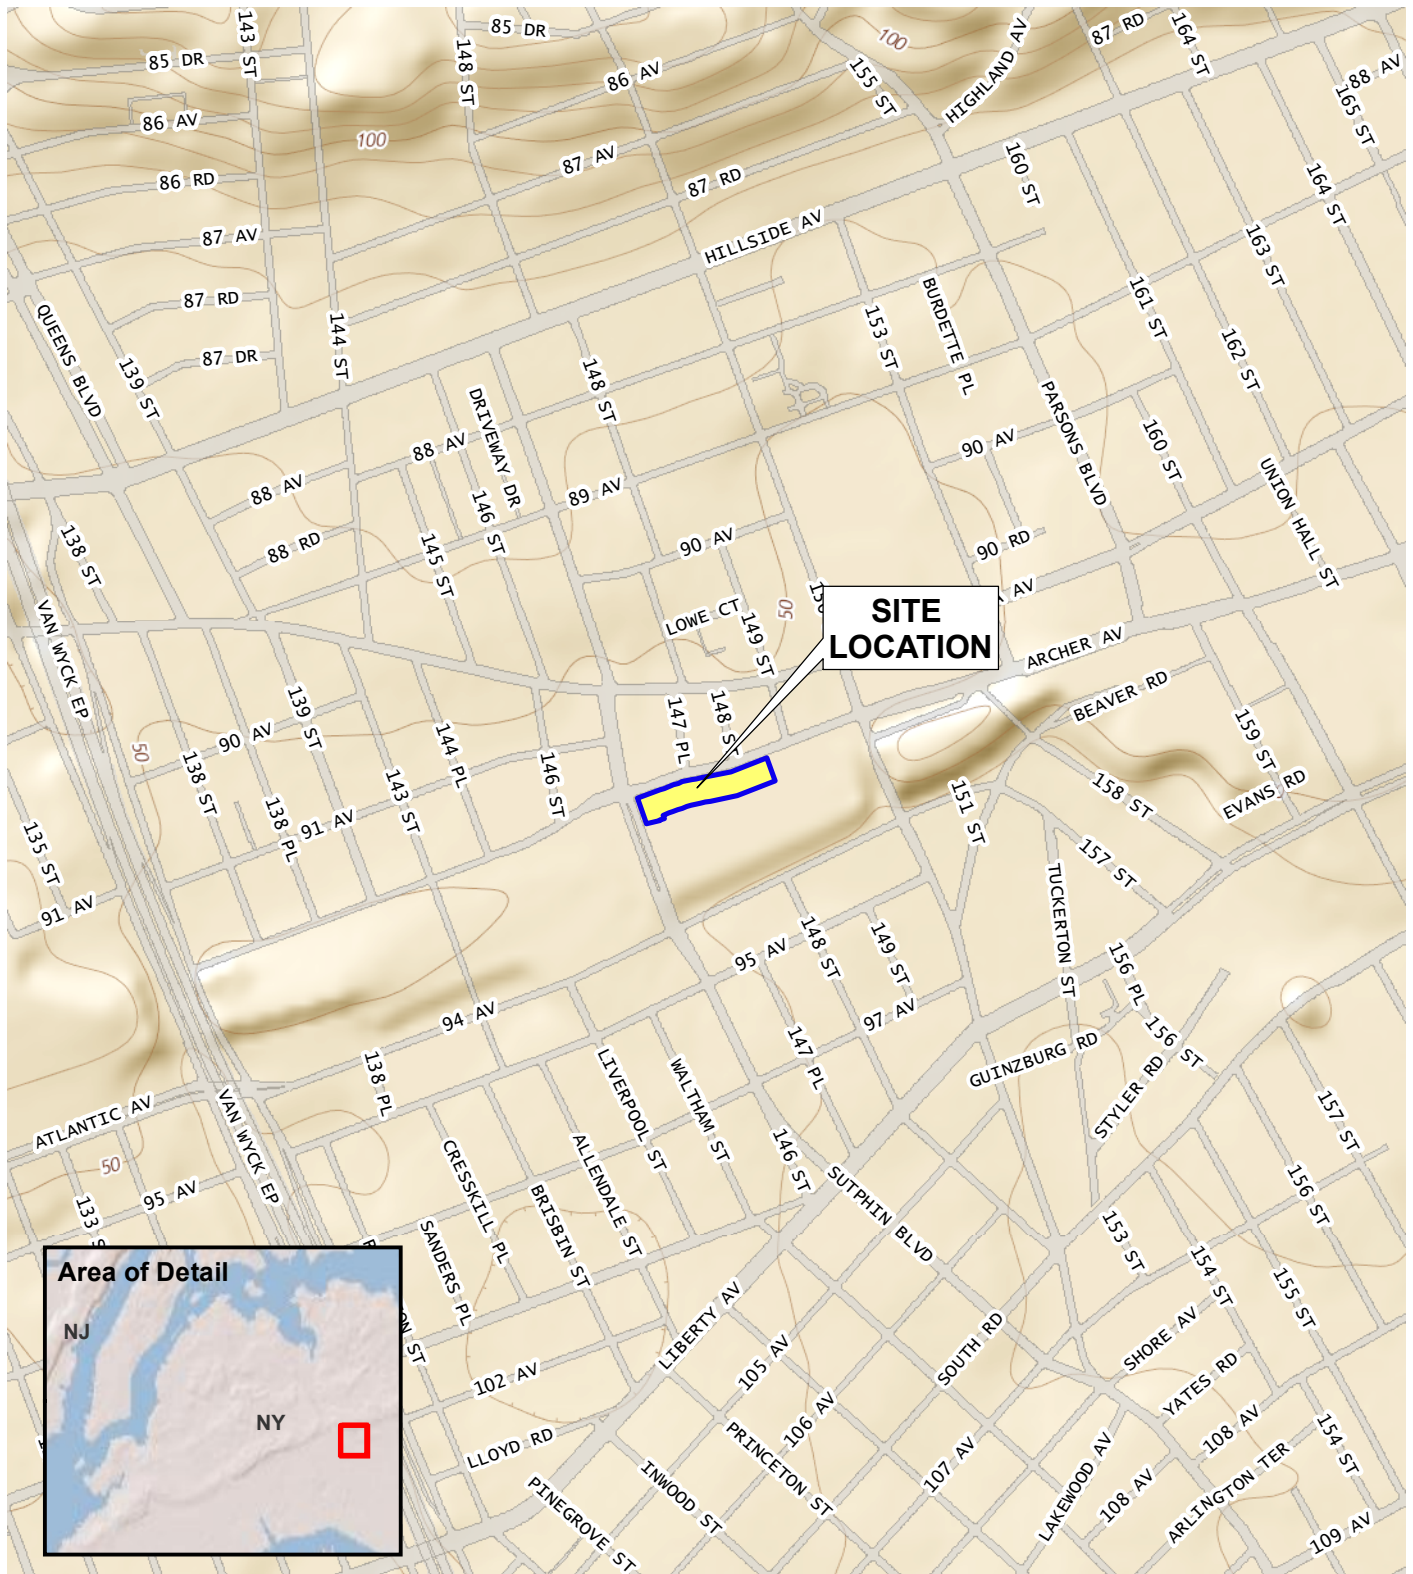 85 DR
143 ST
85 DR
148 ST
86 AV
155 ST
100
HIGHLAND AV
87 RD
164 ST
88 AV
165 ST
86 AV
100
87 AV
86 RD
87 RD
160 ST
164 ST
87 AV
HILLSIDE AV
163 ST
87 RD
QUEENS BLVD
144 ST
87 DR
139 ST
148 ST
153 ST
BURDETTE PL
161 ST
162 ST
DRIVEWAY DR
88 AV
PARSONS BLVD
90 AV
160 ST
88 AV
89 AV
146 ST
UNION HALL ST
138 ST
88 RD
145 ST
90 AV
90 RD
AV
VAN WYCK EP
LOWE CT
50
149 ST
SITE
LOCATION
ARCHER AV
BEAVER RD
139 ST
90 AV
50
138 ST
144 PL
147 PL
148 ST
159 ST
146 ST
143 ST
138 PL
91 AV
135 ST
151 ST
158 ST
EVANS RD
157 ST
91 AV
TUCKERTON ST
95 AV
148 ST
149 ST
156 PL
94 AV
97 AV
147 PL
156 ST
GUINZBURG RD
STYLER RD
138 PL
LIVERPOOL ST
WALTHAM ST
157 ST
ATLANTIC AV
VAN WYCK EP
50
95 AV
133 S
CRESSKILL PL
ALLENDALE ST
BRISBIN ST
146 ST
SUTPHIN BLVD
156 ST
153 ST
154 ST
155 ST
SANDERS PL
ON ST
LIBERTY AV
SOUTH RD
SHORE AV
YATES RD
102 AV
105 AV
106 AV
LLOYD RD
PRINCETON ST
107 AV
108 AV
108 AV
154 ST
INWOOD ST
PINEGROVE ST
LAKEWOOD AV
ARLINGTON TER
109 AV
Area of Detail
NJ
NY